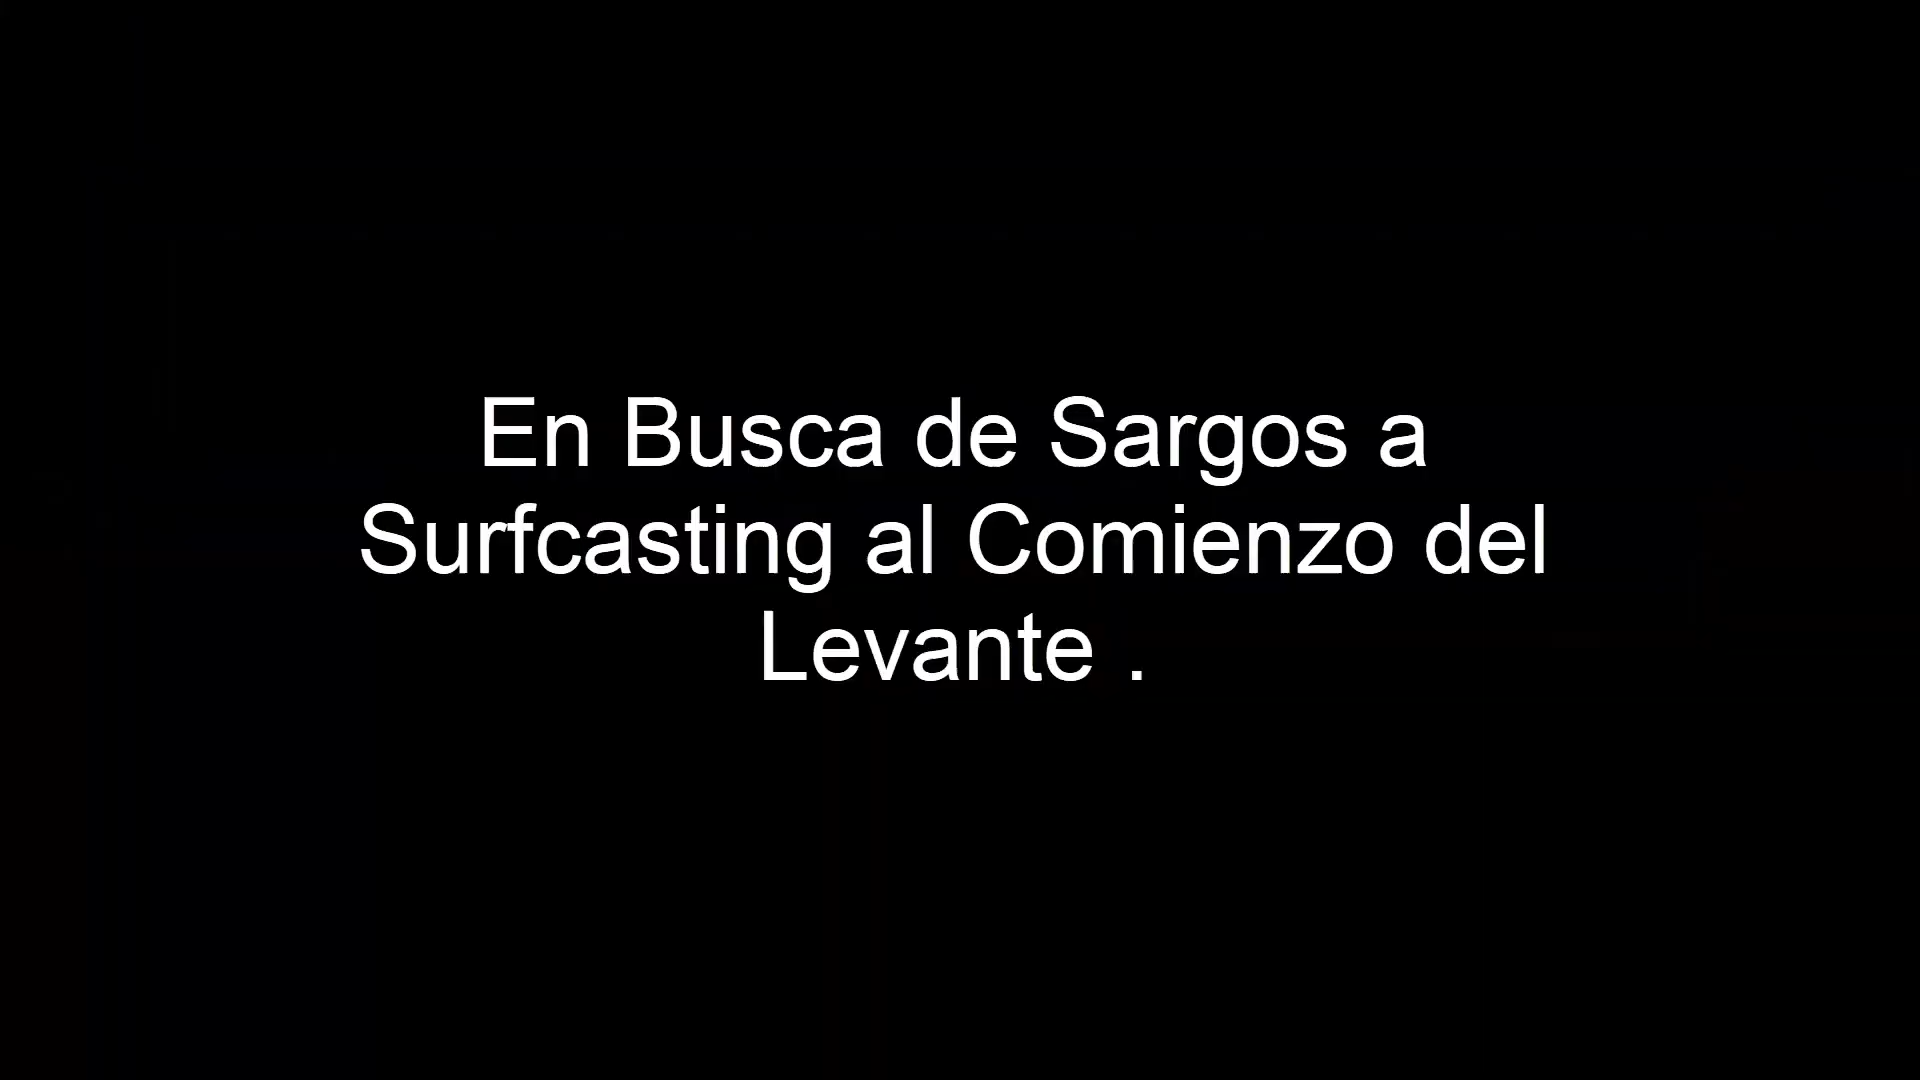 En Busca de Sargos a
Surfcasting al Comienzo del
Levante .